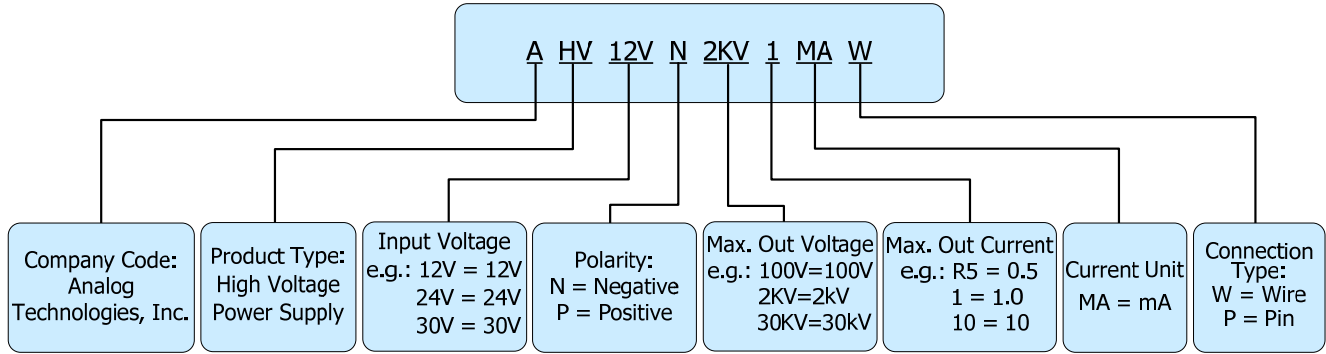 A HV 12V N 2KV 1 MA W
Company Code:
Analog
Technologies, Inc.
Product Type:
High Voltage
Power Supply
Input Voltage
e.g.: 12V = 12V
24V = 24V
30V = 30V
Polarity:
N = Negative
P = Positive
Max. Out Voltage
e.g.: 100V=100V
2KV=2kV
30KV=30kV
Max. Out Current
e.g.: R5 = 0.5
1 = 1.0
10 = 10
Current Unit
MA = mA
Connection
Type:
W = Wire
P = Pin